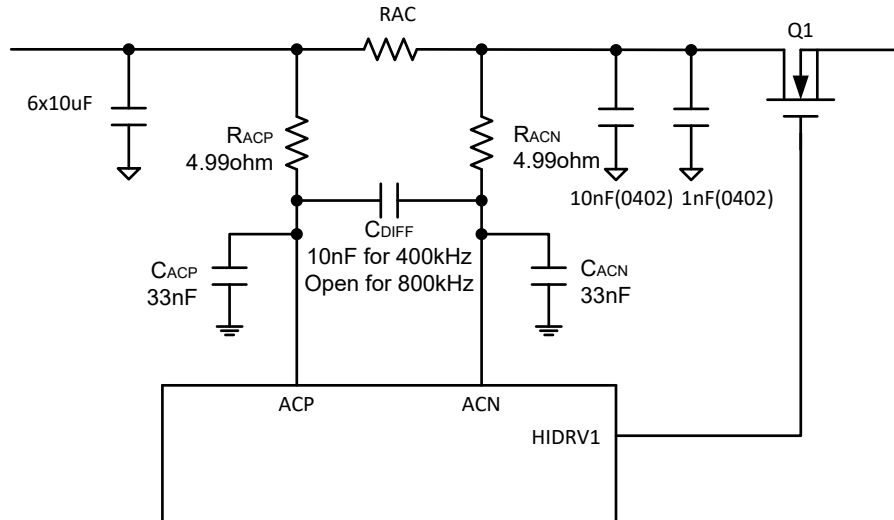 RAC
Q1
6x10uF
RACP
4.99ohm
RACN
4.99ohm
10nF(0402)
1nF(0402)
CDIFF
10nF for 400kHz
Open for 800kHz
CACP
33nF
CACN
33nF
ACP
ACN
HIDRV1